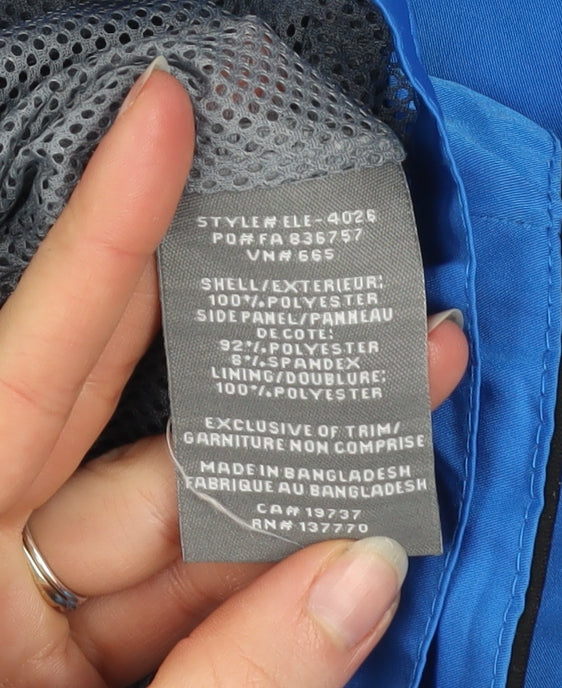 STYLE# ELE-4026
PO# FA 836757
VN# 665
SHELL/EXTERIEUR:
100%POLYESTER
SIDE PANEL/PANNEAU
DE COTE:
92%POLYESTER
8%SPANDEX
LINING/DOUBLURE:
100%POLYESTER
EXCLUSIVE OF TRIM/
GARNITURE NON COMPRISE
MADE IN BANGLADESH
FABRIQUE AU BANGLADESH
CA# 19737
RN# 137770